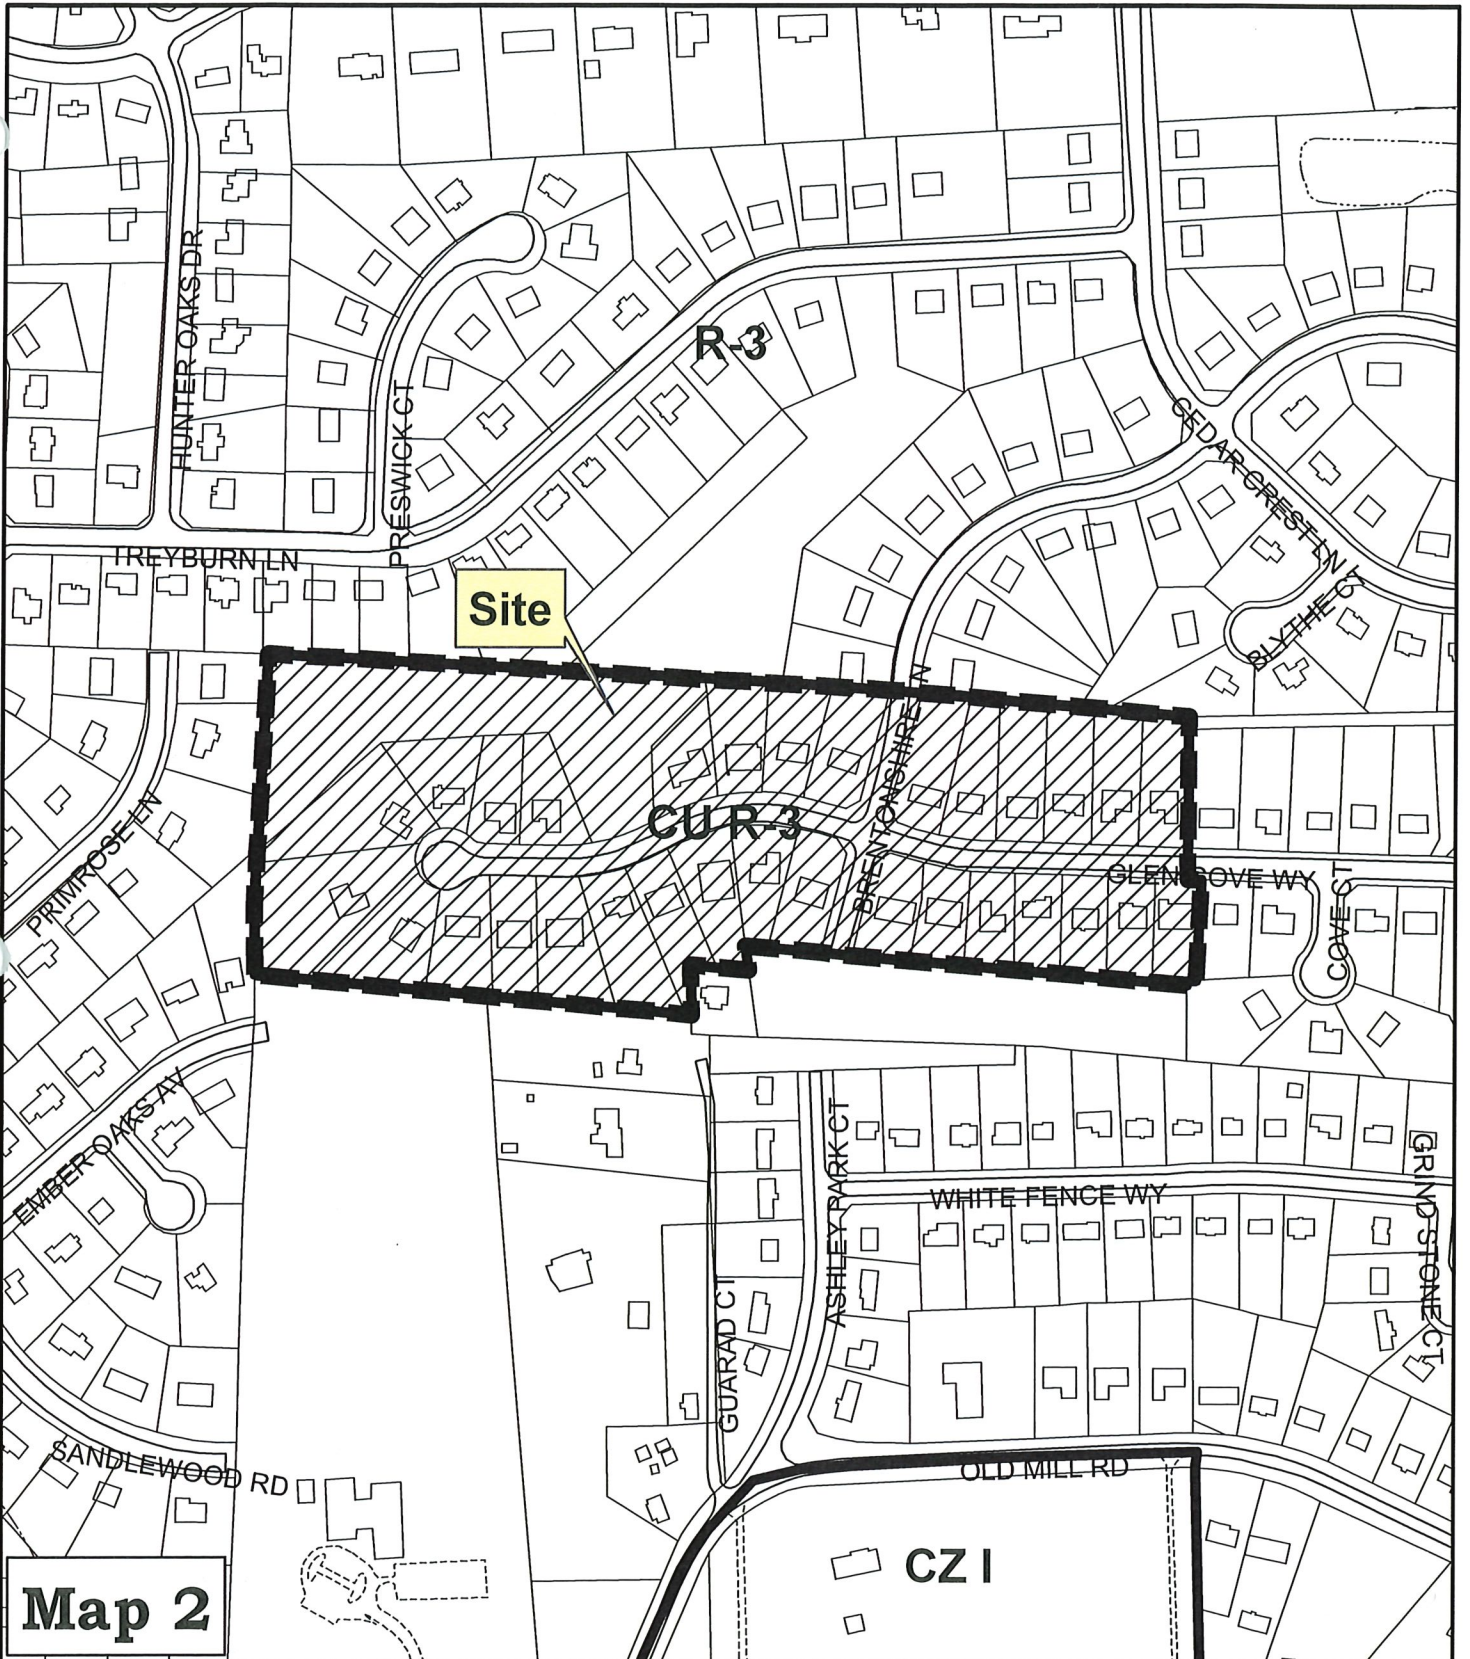 HUNTER OAKS DR
R-3
PRESWICK CT
CEDAR CREST LN
TREYBURN LN
Site
BLYTHE CT
BRENTONSHIRE N
CU R-3
PRIMROSE LN
GLEN COVE WY
COVE CT
EMBER OAKS AV
ASHLEY PARK CT
WHITE FENCE WY
GRIND STONE CT
GUARAD CT
SANDLEWOOD RD
OLD MILL RD
CZ I
Map 2